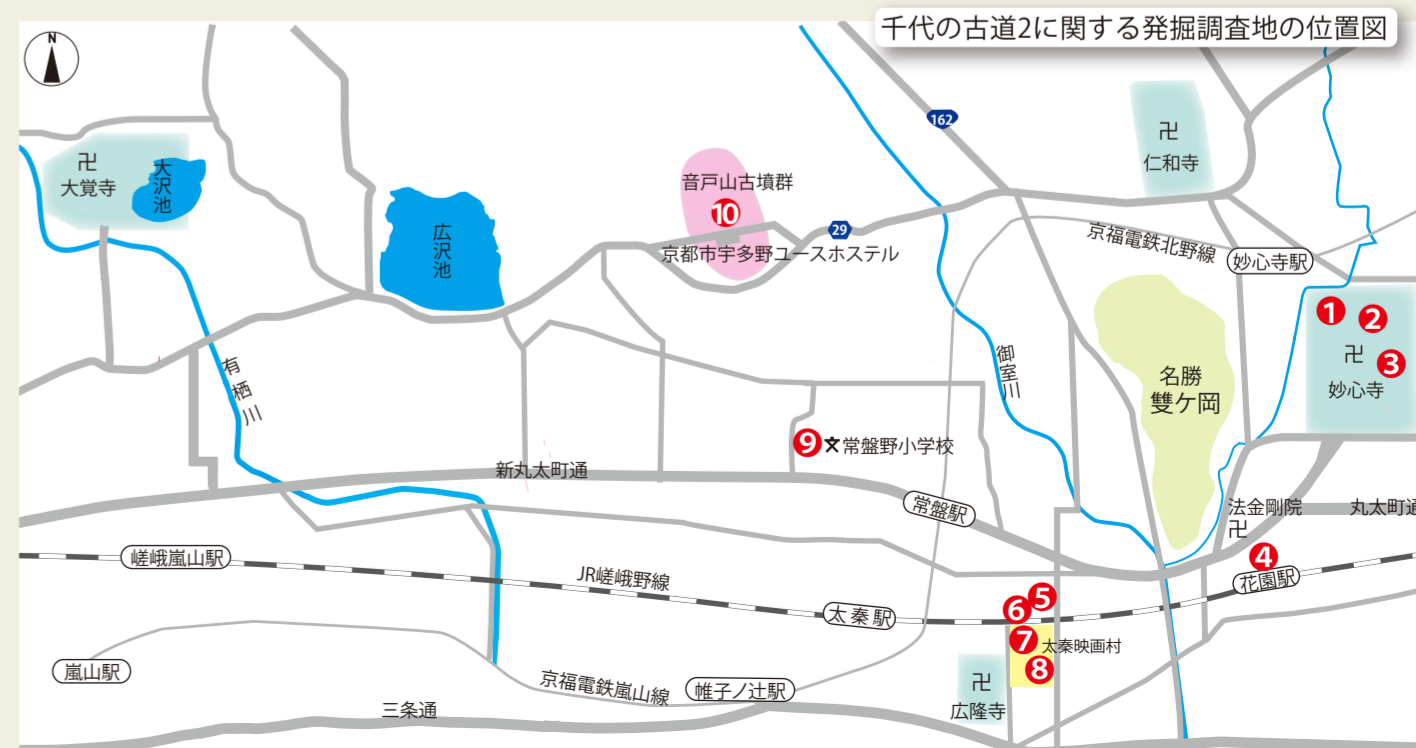 千代の古道2に関する発掘調査地の位置図
N
162
卍
仁和寺
卍
大覚寺
大沢池
音戸山古墳群
10
29
京都市宇多野ユースホステル
広沢池
京福電鉄北野線
妙心寺駅
1
2
3
卍
妙心寺
有栖川
御室川
名勝
雙ケ岡
9
文常盤野小学校
新丸太町通
常盤駅
法金剛院
卍
丸太町通
4
花園駅
嵯峨嵐山駅
JR嵯峨野線
太秦駅
5
6
7
太秦映画村
8
嵐山駅
京福電鉄嵐山線
帷子ノ辻駅
卍
広隆寺
三条通